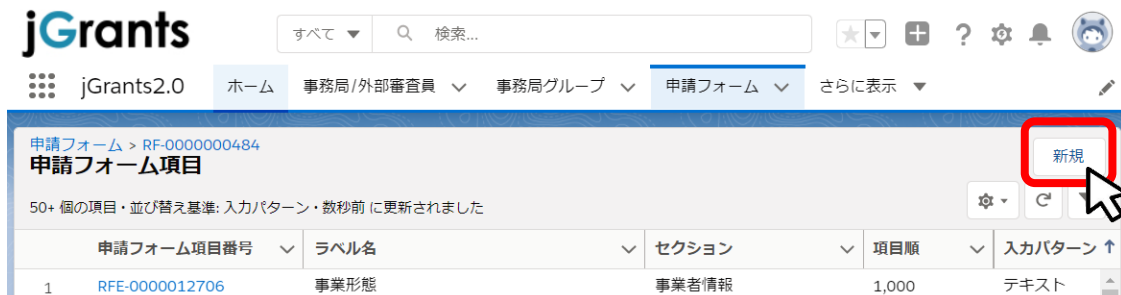 jGrants
すべて ▼ 検索...
jGrants2.0 ホーム 事務局/外部審査員 事務局グループ 申請フォーム さらに表示 ▼
申請フォーム > RF-0000000484
申請フォーム項目
新規
50+ 個の項目・並び替え基準: 入力パターン・数秒前 に更新されました
申請フォーム項目番号 ラベル名 セクション 項目順 入力パターン ↑
1 RFE-0000012706 事業形態 事業者情報 1,000 テキスト